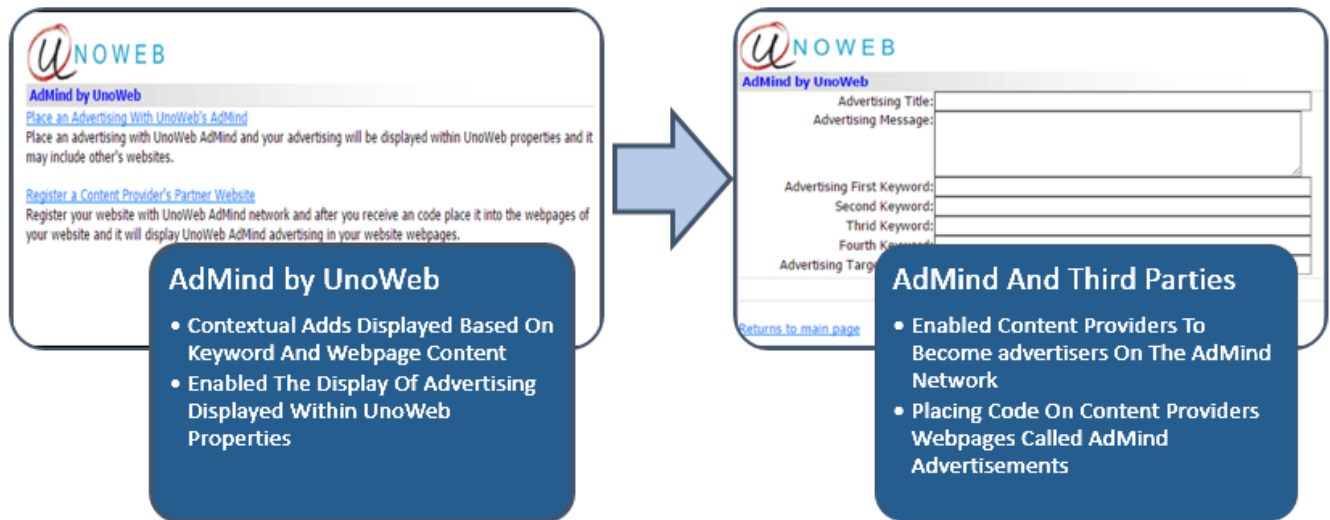 UNOWEB
AdMind by UnoWeb
Place an Advertising With UnoWeb's AdMind
Place an advertising with UnoWeb AdMind and your advertising will be displayed within UnoWeb properties and it
may include other's websites.
Register a Content Provider's Partner Website
Register your website with UnoWeb AdMind network and after you receive an code place it into the webpages of
your website and it will display UnoWeb AdMind advertising in your website webpages.
AdMind by UnoWeb
• Contextual Adds Displayed Based On
Keyword And Webpage Content
• Enabled The Display Of Advertising
Displayed Within UnoWeb
Properties
UNOWEB
AdMind by UnoWeb
Advertising Title:
Advertising Message:
Advertising First Keyword:
Second Keyword:
Thrid Keyword:
Fourth
Advertising
Returns to main page
AdMind And Third Parties
• Enabled Content Providers To
Become advertisers On The AdMind
Network
• Placing Code On Content Providers
Webpages Called AdMind
Advertisements